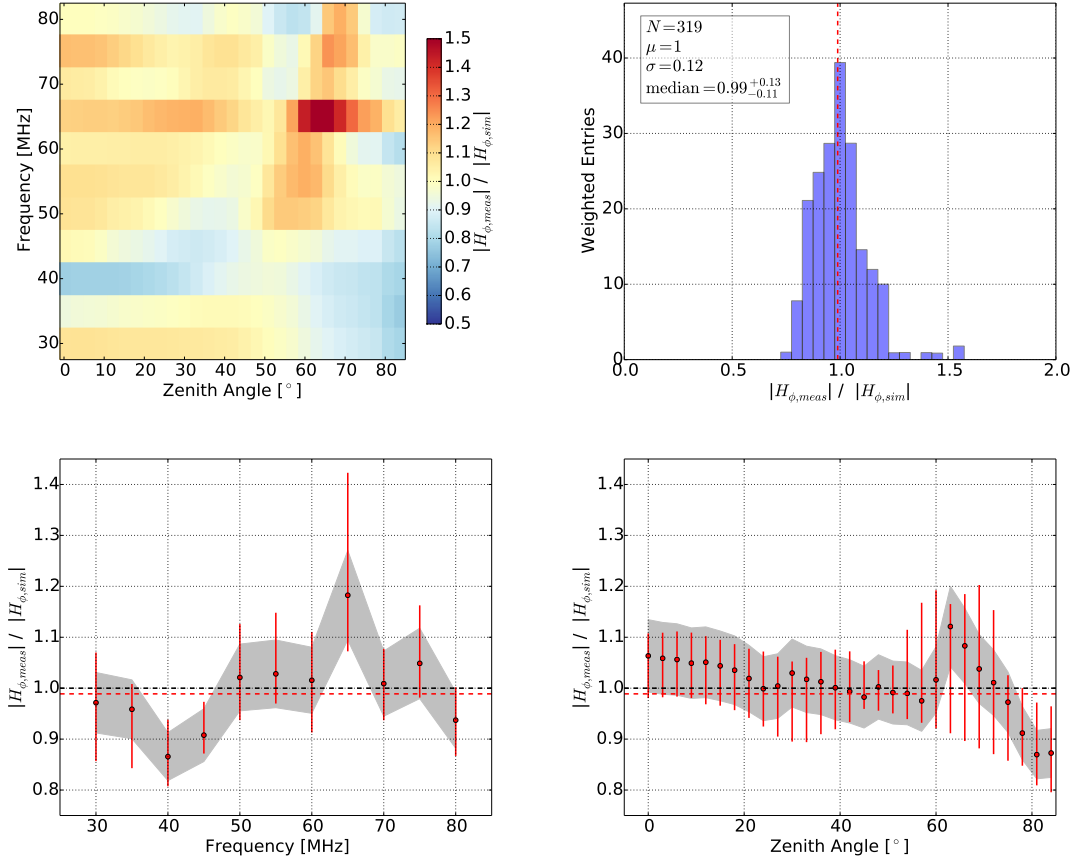 80
70
60
50
40
30
Frequency [MHz]
0 10 20 30 40 50 60 70 80
Zenith Angle [°]
1.5
1.4
1.3
1.2
1.1
1.0
0.9
0.8
0.7
0.6
0.5
|H_{ϕ,meas}| / |H_{ϕ,sim}|
N=319
μ=1
σ=0.12
median=0.99^{+0.13}_{−0.11}
40
30
20
10
0
Weighted Entries
0.0 0.5 1.0 1.5 2.0
|H_{ϕ,meas}| / |H_{ϕ,sim}|
1.4
1.3
1.2
1.1
1.0
0.9
0.8
|H_{ϕ,meas}| / |H_{ϕ,sim}|
30 40 50 60 70 80
Frequency [MHz]
1.4
1.3
1.2
1.1
1.0
0.9
0.8
|H_{ϕ,meas}| / |H_{ϕ,sim}|
0 20 40 60 80
Zenith Angle [°]